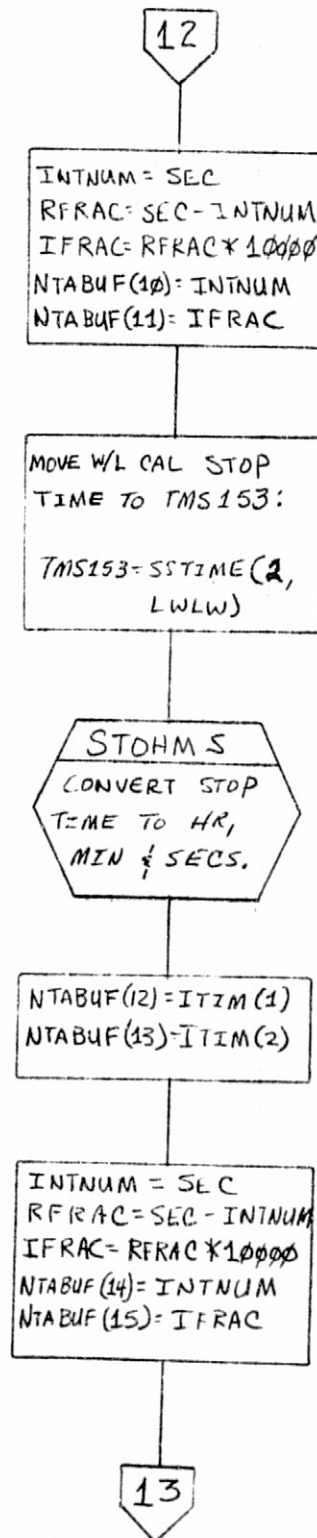 12
INTNUM = SEC
RFRAC = SEC - INTNUM
IFRAC = RFRAC * 10000
NTABUF(10) = INTNUM
NTABUF(11) = IFRAC
MOVE W/L CAL STOP
TIME TO TMS153:
TMS153 = SSTIME(2,
LWLW)
STOHMS
CONVERT STOP
TIME TO HR,
MIN & SECS.
NTABUF(12) = ITIM(1)
NTABUF(13) = ITIM(2)
INTNUM = SEC
RFRAC = SEC - INTNUM
IFRAC = RFRAC * 10000
NTABUF(14) = INTNUM
NTABUF(15) = IFRAC
13